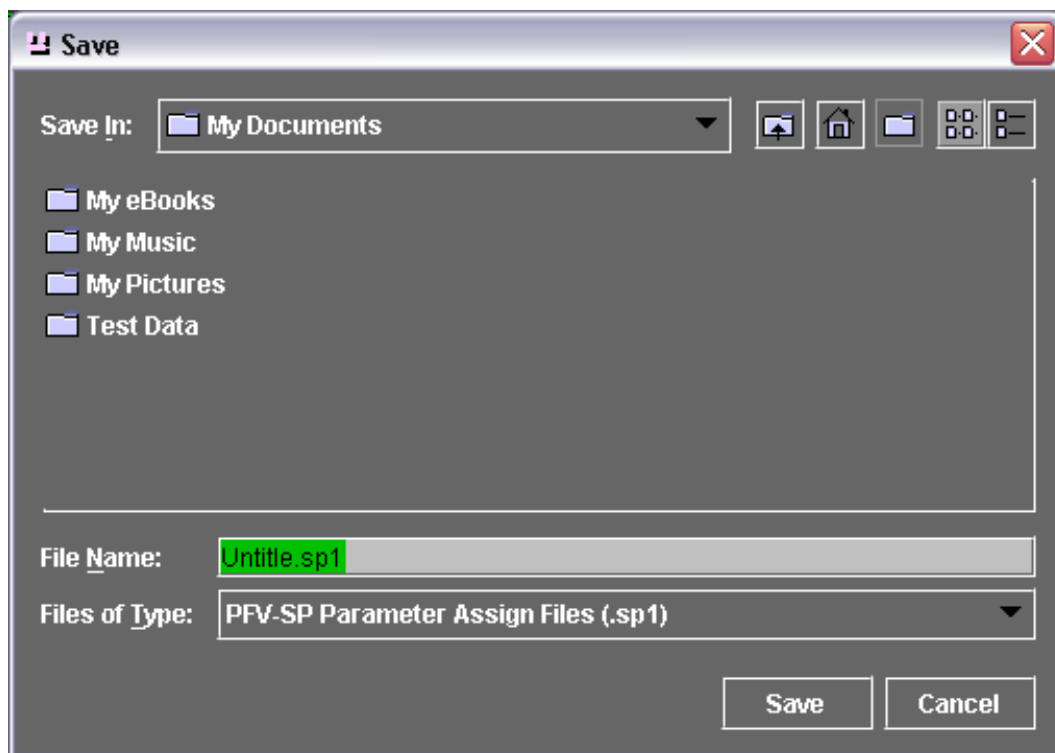 Save
Save In: My Documents
My eBooks
My Music
My Pictures
Test Data
File Name: Untitle.sp1
Files of Type: PFV-SP Parameter Assign Files (.sp1)
Save Cancel